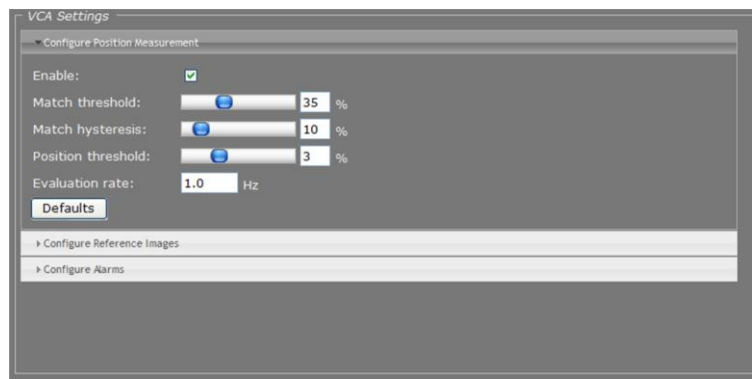 VCA Settings
Configure Position Measurement
Enable:
Match threshold: 35 %
Match hysteresis: 10 %
Position threshold: 3 %
Evaluation rate: 1.0 Hz
Defaults
Configure Reference Images
Configure Alarms